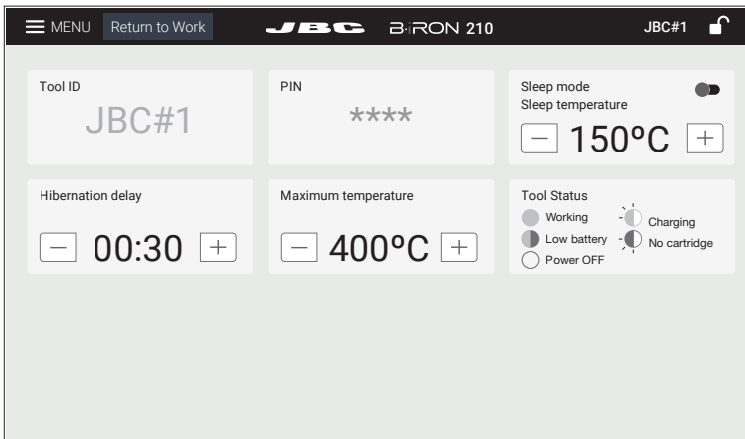 MENU Return to Work JBC B·iRON 210 JBC#1
Tool ID
JBC#1
PIN
****
Sleep mode
Sleep temperature
150ºC
Hibernation delay
00:30
Maximum temperature
400ºC
Tool Status
Working
Charging
Low battery
No cartridge
Power OFF